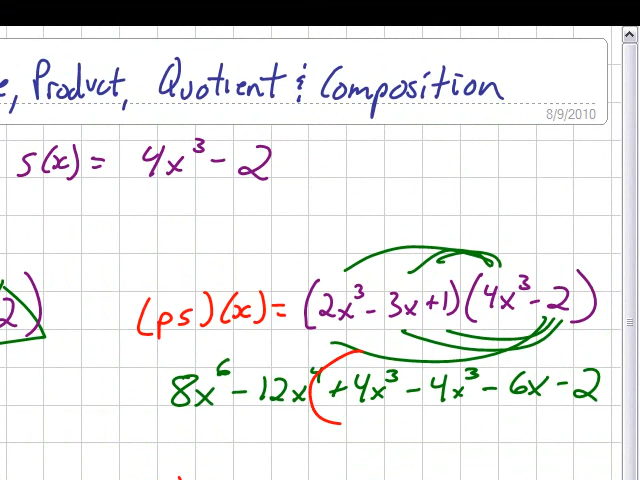 , Product, Quotient & Composition
8/9/2010
s(x) = 4x³ - 2
2)
(ps)(x) = (2x³ - 3x + 1)(4x³ - 2)
8x⁶ - 12x⁴ (+ 4x³ - 4x³ - 6x - 2